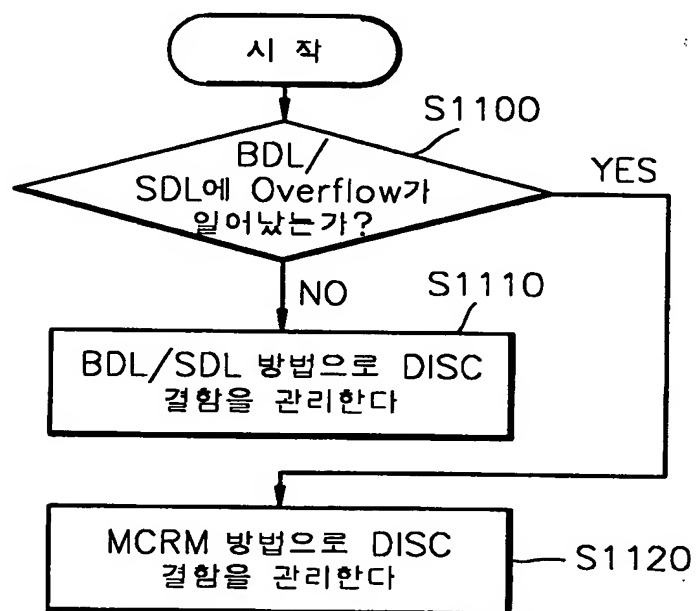 시 작
S1100
BDL/
SDL에 Overflow가
일어났는가?
YES
NO
S1110
BDL/SDL 방법으로 DISC
결함을 관리한다
MCRM 방법으로 DISC
결함을 관리한다
S1120